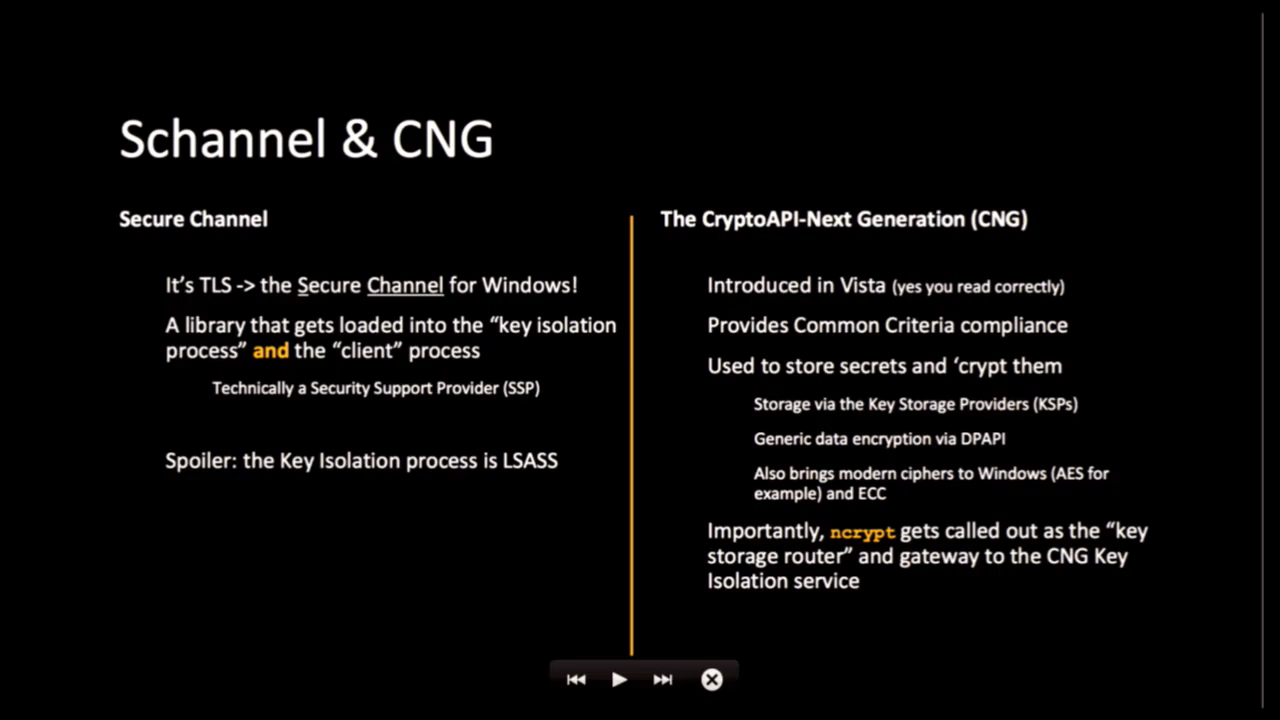 Schannel & CNG
Secure Channel
It’s TLS -> the Secure Channel for Windows!
A library that gets loaded into the “key isolation
process” and the “client” process
Technically a Security Support Provider (SSP)
Spoiler: the Key Isolation process is LSASS
The CryptoAPI-Next Generation (CNG)
Introduced in Vista (yes you read correctly)
Provides Common Criteria compliance
Used to store secrets and ‘crypt them
Storage via the Key Storage Providers (KSPs)
Generic data encryption via DPAPI
Also brings modern ciphers to Windows (AES for
example) and ECC
Importantly, ncrypt gets called out as the “key
storage router” and gateway to the CNG Key
Isolation service